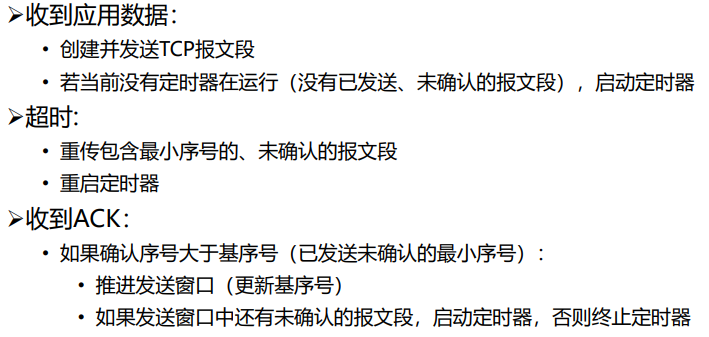 ➢收到应用数据：
• 创建并发送TCP报文段
• 若当前没有定时器在运行（没有已发送、未确认的报文段），启动定时器
➢超时:
• 重传包含最小序号的、未确认的报文段
• 重启定时器
➢收到ACK：
• 如果确认序号大于基序号（已发送未确认的最小序号）：
• 推进发送窗口（更新基序号）
• 如果发送窗口中还有未确认的报文段，启动定时器，否则终止定时器